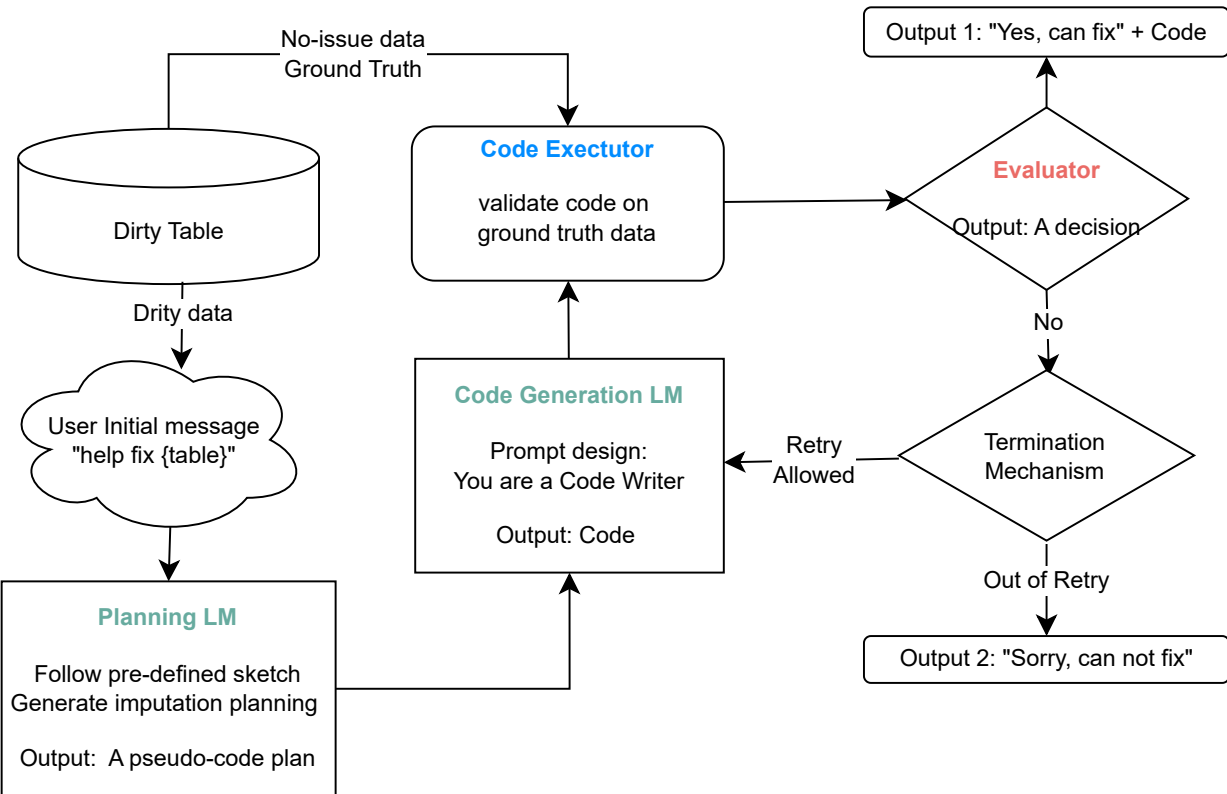 No-issue data
Ground Truth
Output 1: "Yes, can fix" + Code
Code Exectutor
validate code on
ground truth data
Evaluator
Output: A decision
Dirty Table
Drity data
No
User Initial message
"help fix {table}"
Code Generation LM
Prompt design:
You are a Code Writer
Output: Code
Retry
Allowed
Termination
Mechanism
Out of Retry
Planning LM
Follow pre-defined sketch
Generate imputation planning
Output:  A pseudo-code plan
Output 2: "Sorry, can not fix"